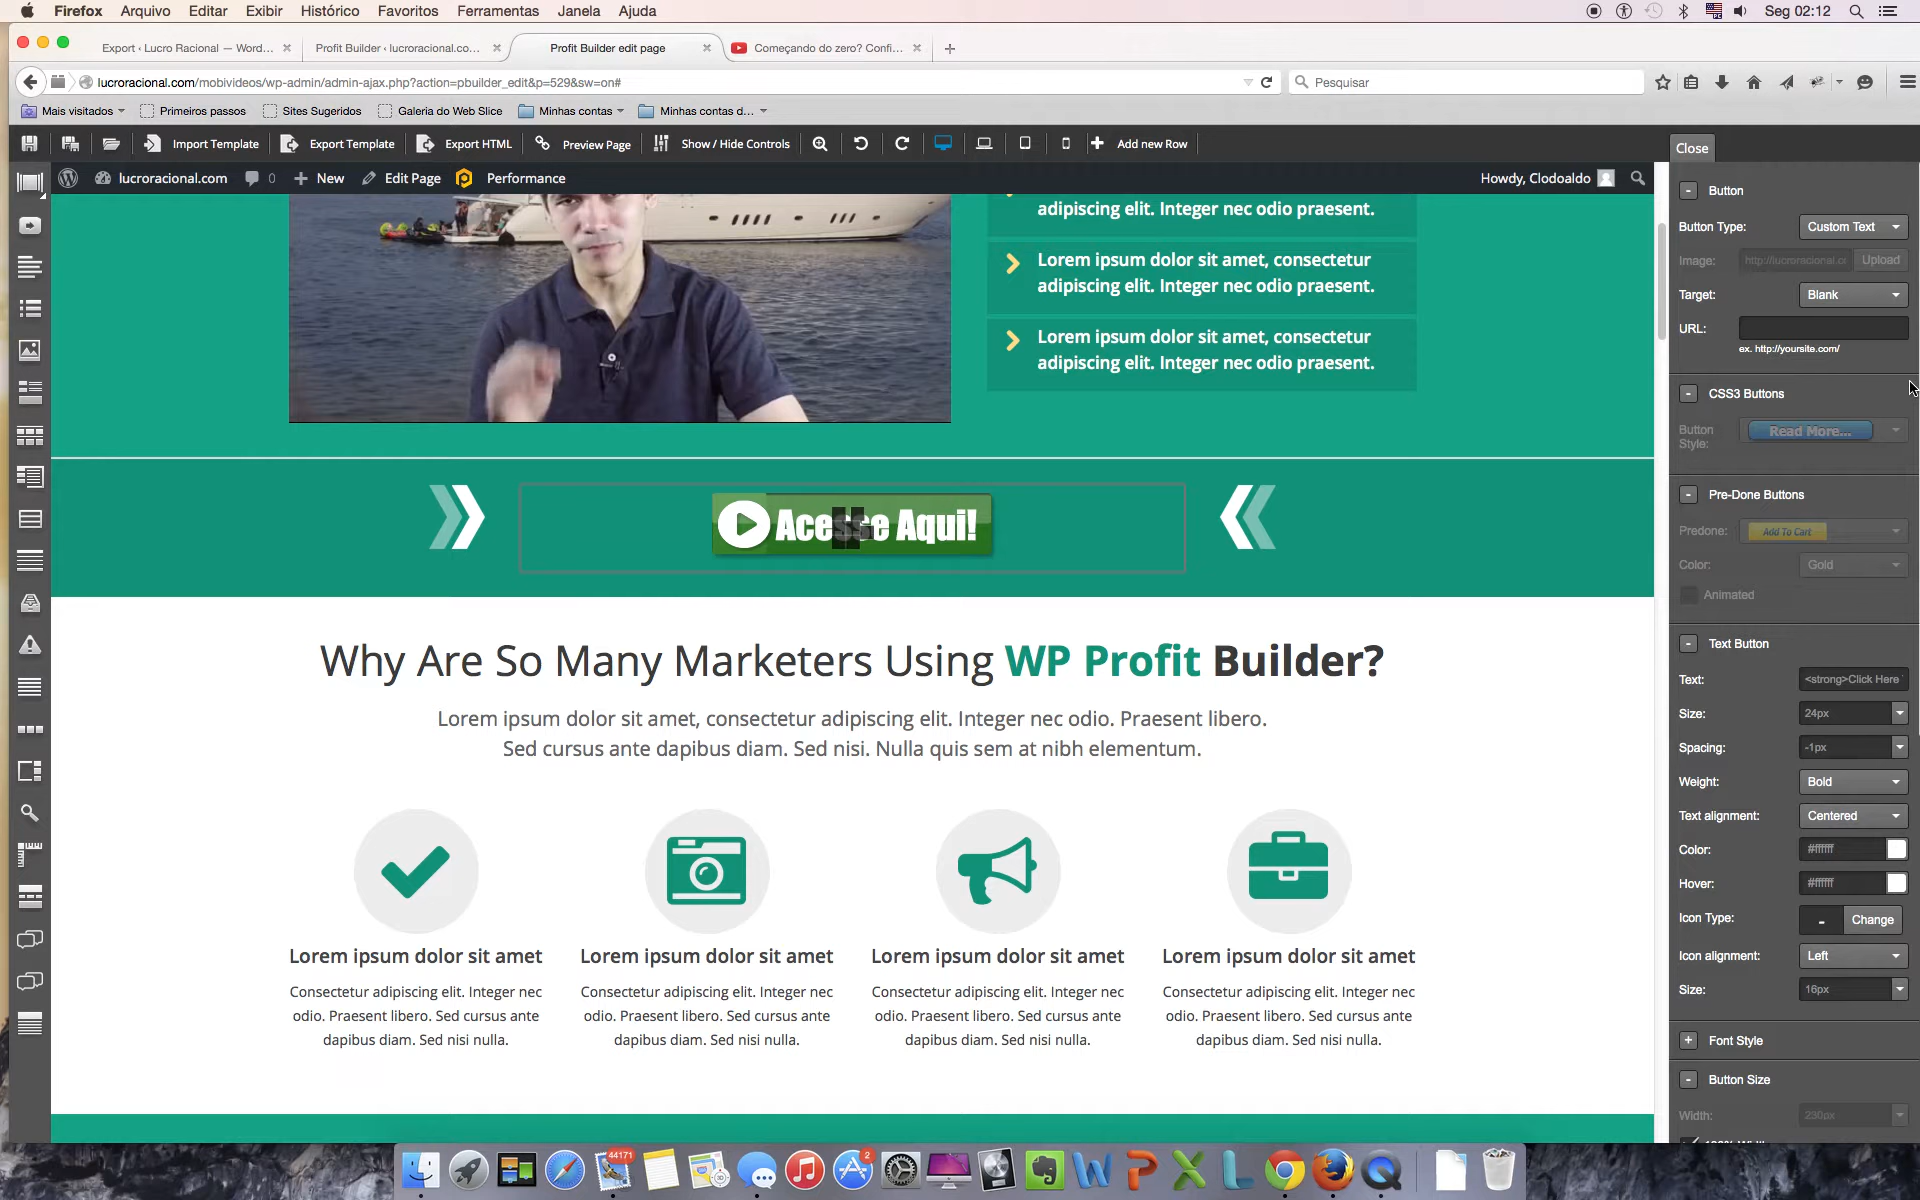 Firefox Arquivo Editar Exibir Histórico Favoritos Ferramentas Janela Ajuda Seg 02:12
Export ‹ Lucro Racional — Word... Profit Builder ‹ lucroracional.co... Profit Builder edit page Começando do zero? Confi...
lucroracional.com/mobivideos/wp-admin/admin-ajax.php?action=pbuilder_edit&p=529&sw=on# Pesquisar
Mais visitados Primeiros passos Sites Sugeridos Galeria do Web Slice Minhas contas Minhas contas d...
Import Template Export Template Export HTML Preview Page Show / Hide Controls Add new Row
Close
lucroracional.com 0 New Edit Page Performance Howdy, Clodoaldo
adipiscing elit. Integer nec odio praesent.
Lorem ipsum dolor sit amet, consectetur
adipiscing elit. Integer nec odio praesent.
Lorem ipsum dolor sit amet, consectetur
adipiscing elit. Integer nec odio praesent.
Acesse Aqui!
Why Are So Many Marketers Using WP Profit Builder?
Lorem ipsum dolor sit amet, consectetur adipiscing elit. Integer nec odio. Praesent libero.
Sed cursus ante dapibus diam. Sed nisi. Nulla quis sem at nibh elementum.
Lorem ipsum dolor sit amet
Consectetur adipiscing elit. Integer nec
odio. Praesent libero. Sed cursus ante
dapibus diam. Sed nisi nulla.
Lorem ipsum dolor sit amet
Consectetur adipiscing elit. Integer nec
odio. Praesent libero. Sed cursus ante
dapibus diam. Sed nisi nulla.
Lorem ipsum dolor sit amet
Consectetur adipiscing elit. Integer nec
odio. Praesent libero. Sed cursus ante
dapibus diam. Sed nisi nulla.
Lorem ipsum dolor sit amet
Consectetur adipiscing elit. Integer nec
odio. Praesent libero. Sed cursus ante
dapibus diam. Sed nisi nulla.
- Button
Button Type: Custom Text
Image: http://lucroracional.co Upload
Target: Blank
URL:
ex. http://yoursite.com/
- CSS3 Buttons
Button
Style: Read More...
- Pre-Done Buttons
Predone: Add To Cart
Color: Gold
Animated
- Text Button
Text: <strong>Click Here
Size: 24px
Spacing: -1px
Weight: Bold
Text alignment: Centered
Color: #ffffff
Hover: #ffffff
Icon Type: - Change
Icon alignment: Left
Size: 16px
+ Font Style
- Button Size
Width: 230px
44171
2